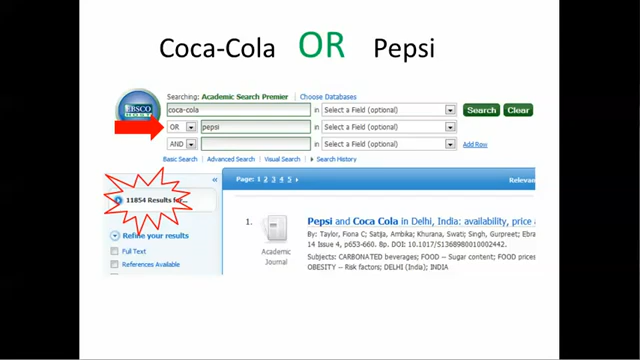 Coca-Cola OR Pepsi
Searching: Academic Search Premier Choose Databases
EBSCO
HOST
coca-cola in Select a Field (optional) Search Clear
OR pepsi in Select a Field (optional)
AND in Select a Field (optional) Add Row
Basic Search Advanced Search Visual Search Search History
« Page: 1 2 3 4 5 Relevan
11854 Results for...
Refine your results
Full Text
References Available
1.
Academic
Journal
Pepsi and Coca Cola in Delhi, India: availability, price a
By: Taylor, Fiona C; Satija, Ambika; Khurana, Swati; Singh, Gurpreet; Ebra
14 Issue 4, p653-660. 8p. DOI: 10.1017/S1368980010002442.
Subjects: CARBONATED beverages; FOOD -- Sugar content; FOOD prices
OBESITY -- Risk factors; DELHI (India); INDIA